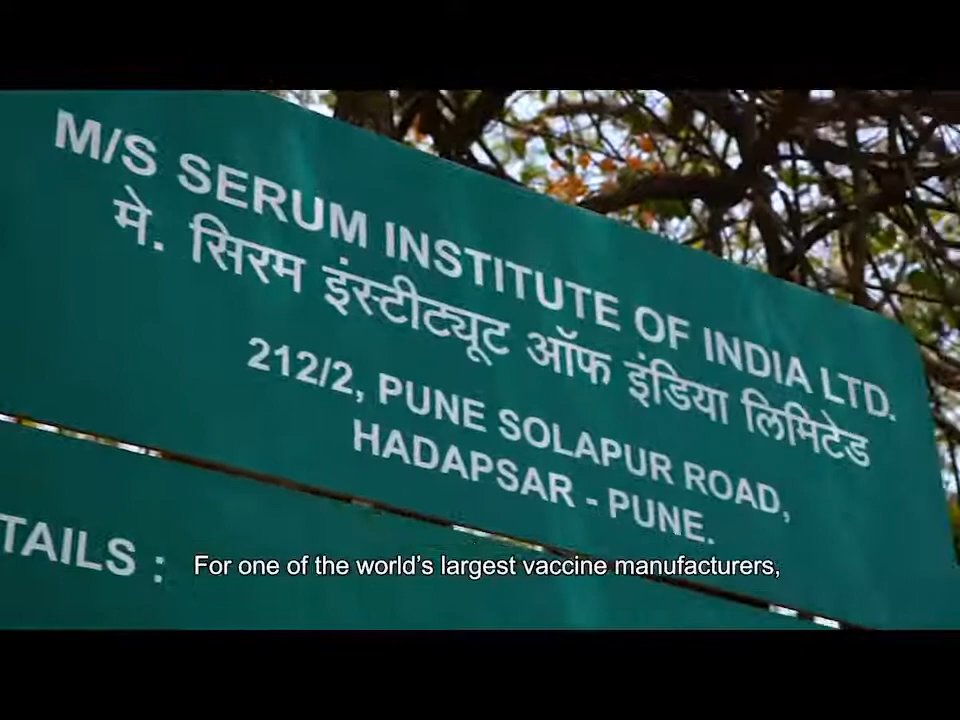 M/S SERUM INSTITUTE OF INDIA LTD.
मे. सिरम इंस्टीट्यूट ऑफ इंडिया लिमिटेड
212/2, PUNE SOLAPUR ROAD,
HADAPSAR - PUNE.
TAILS :
For one of the world's largest vaccine manufacturers,